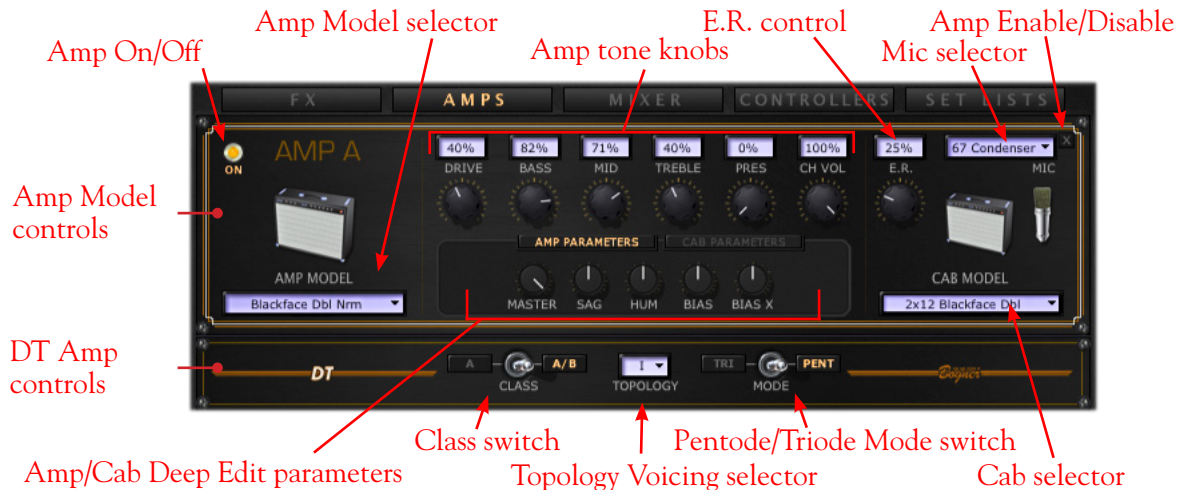 Amp Model selector
E.R. control
Amp Enable/Disable
Amp On/Off
Amp tone knobs
Mic selector
FX
AMPS
MIXER
CONTROLLERS
SET LISTS
ON
AMP A
40%
82%
71%
40%
0%
100%
25%
67 Condenser
X
DRIVE
BASS
MID
TREBLE
PRES
CH VOL
E.R.
MIC
Amp Model
controls
AMP PARAMETERS
CAB PARAMETERS
AMP MODEL
CAB MODEL
Blackface Dbl Nrm
MASTER
SAG
HUM
BIAS
BIAS X
2x12 Blackface Dbl
DT Amp
controls
DT
A
A/B
CLASS
I
TOPOLOGY
TRI
PENT
MODE
Bogner
Class switch
Pentode/Triode Mode switch
Amp/Cab Deep Edit parameters
Topology Voicing selector
Cab selector